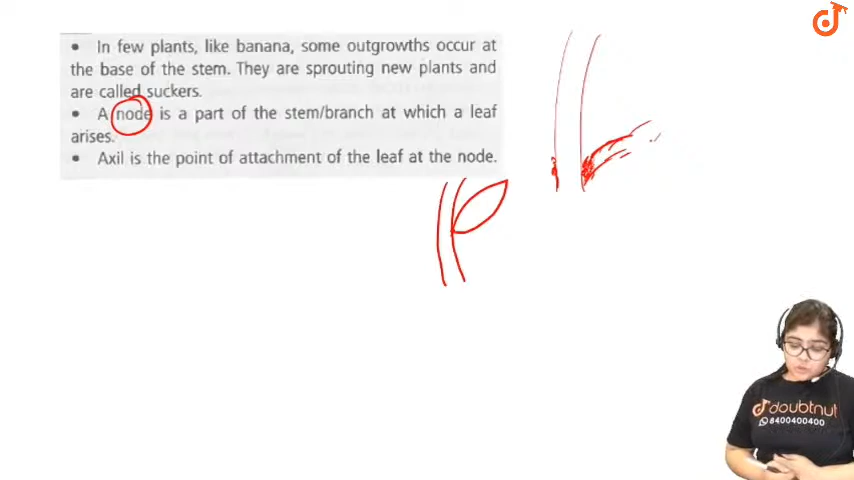 • In few plants, like banana, some outgrowths occur at
the base of the stem. They are sprouting new plants and
are called suckers.
• A node is a part of the stem/branch at which a leaf
arises.
• Axil is the point of attachment of the leaf at the node.
doubtnut
8400400400